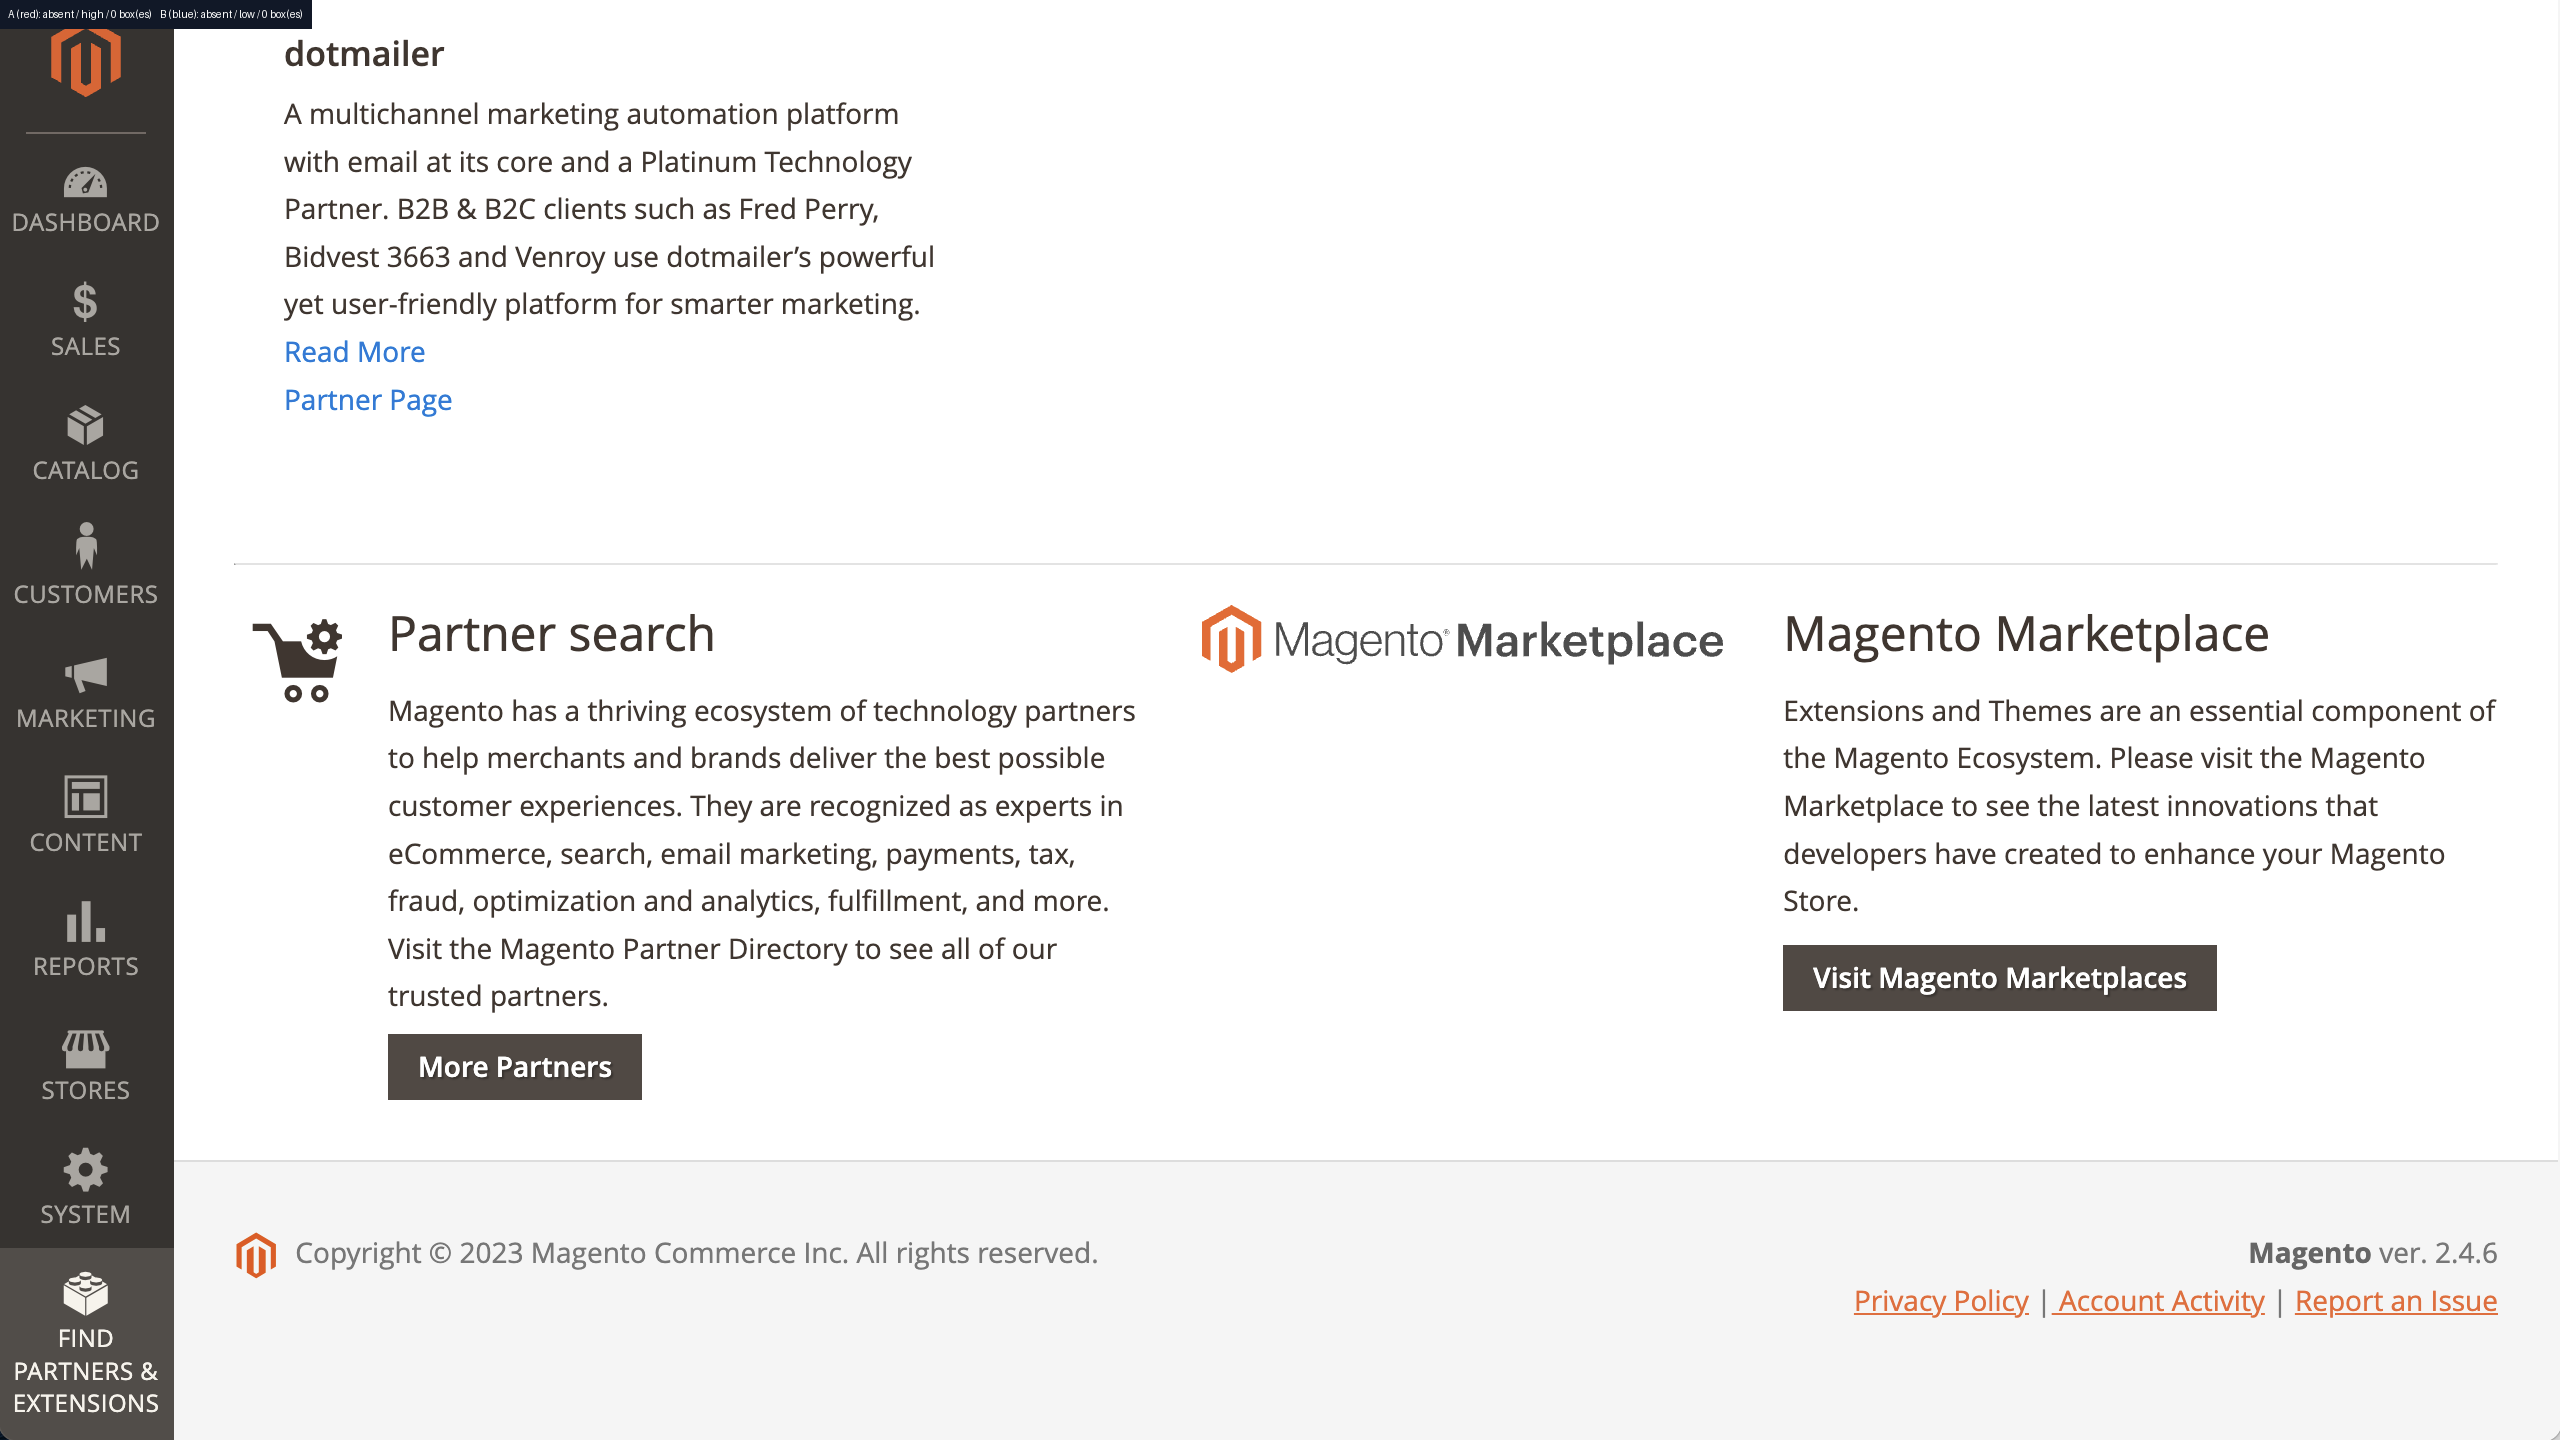 A (red): absent / high / 0 box(es) B (blue): absent / low / 0 box(es)
DASHBOARD
SALES
CATALOG
CUSTOMERS
MARKETING
CONTENT
REPORTS
STORES
SYSTEM
FIND
PARTNERS &
EXTENSIONS
dotmailer
A multichannel marketing automation platform
with email at its core and a Platinum Technology
Partner. B2B & B2C clients such as Fred Perry,
Bidvest 3663 and Venroy use dotmailer’s powerful
yet user-friendly platform for smarter marketing.
Read More
Partner Page
Partner search
Magento has a thriving ecosystem of technology partners
to help merchants and brands deliver the best possible
customer experiences. They are recognized as experts in
eCommerce, search, email marketing, payments, tax,
fraud, optimization and analytics, fulfillment, and more.
Visit the Magento Partner Directory to see all of our
trusted partners.
More Partners
Magento® Marketplace
Magento Marketplace
Extensions and Themes are an essential component of
the Magento Ecosystem. Please visit the Magento
Marketplace to see the latest innovations that
developers have created to enhance your Magento
Store.
Visit Magento Marketplaces
Copyright © 2023 Magento Commerce Inc. All rights reserved.
Magento ver. 2.4.6
Privacy Policy | Account Activity | Report an Issue